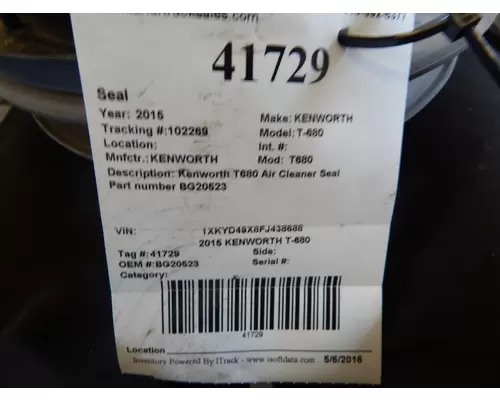 41729
Seal
Year: 2015 Make: KENWORTH
Tracking #:102269 Model: T-680
Location: Int. #:
Mnfctr.: KENWORTH Mod: T680
Description: Kenworth T680 Air Cleaner Seal
Part number BG20523
VIN: 1XKYD49X8FJ438688
2015 KENWORTH T-680
Tag #:41729 Side:
OEM #:BG20523 Serial #:
Category:
41729
Location
Inventory Powered By ITrack - www.isoftdata.com 5/6/2016